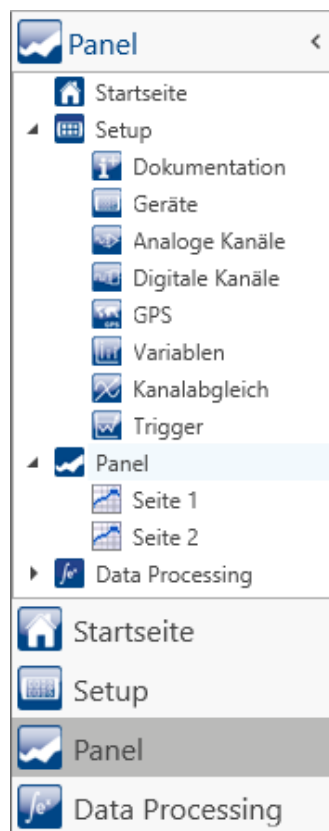 Panel
Startseite
Setup
Dokumentation
Geräte
Analoge Kanäle
Digitale Kanäle
GPS
Variablen
Kanalabgleich
Trigger
Panel
Seite 1
Seite 2
Data Processing
Startseite
Setup
Panel
Data Processing